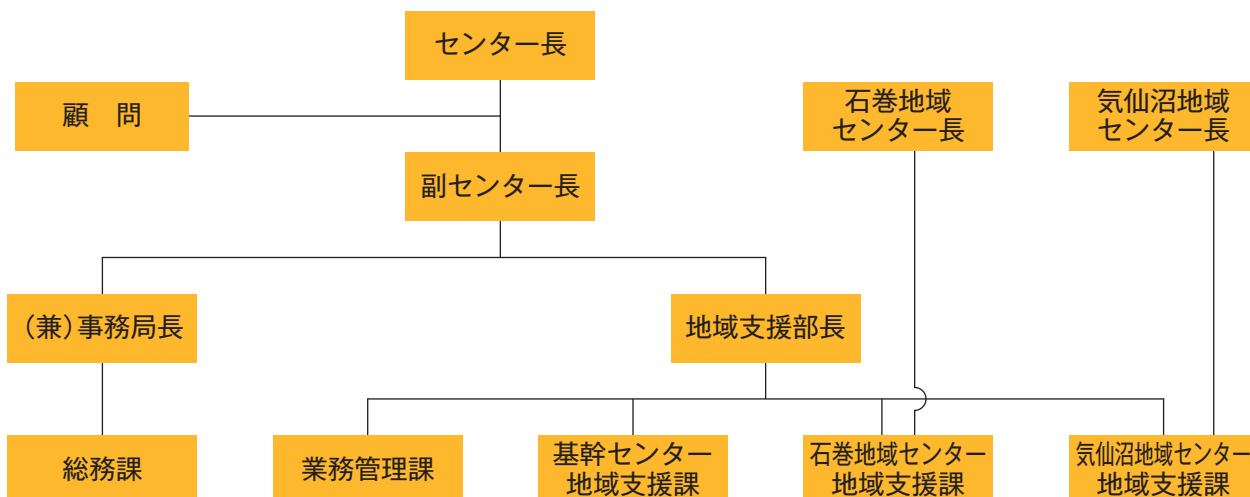 センター長
顧　問
石巻地域
センター長
気仙沼地域
センター長
副センター長
（兼）事務局長
地域支援部長
総務課
業務管理課
基幹センター
地域支援課
石巻地域センター
地域支援課
気仙沼地域センター
地域支援課